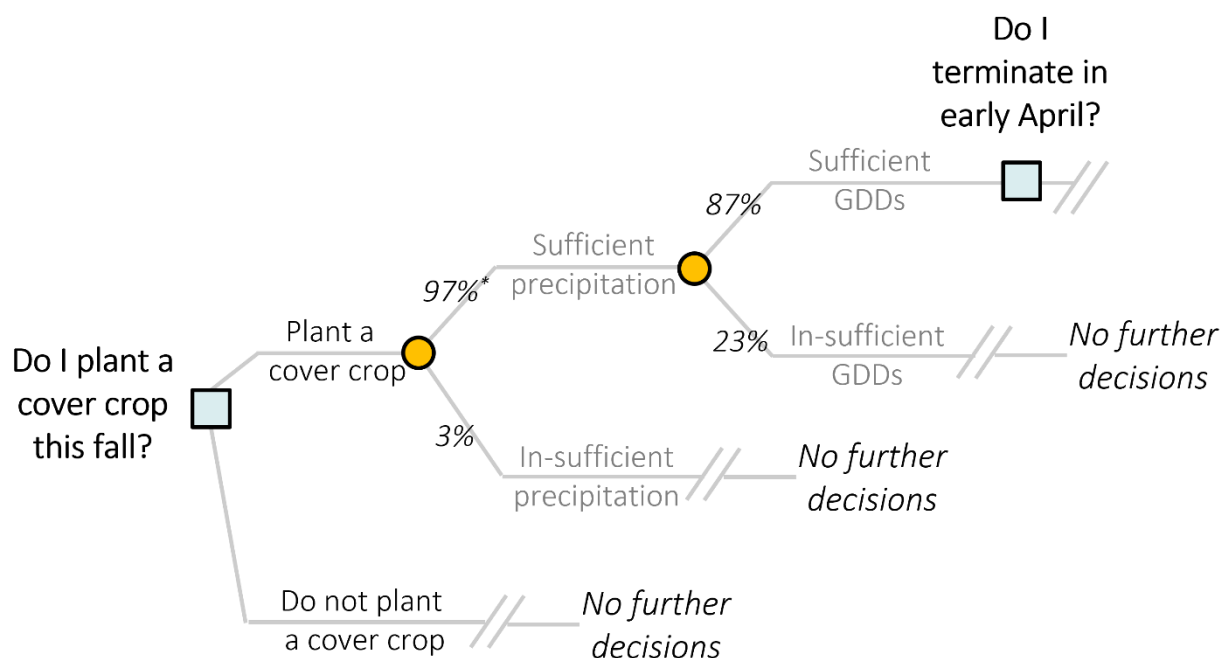 Do I
terminate in
early April?
Sufficient
GDDs
87%
Sufficient
precipitation
97%*
23%
In-sufficient
GDDs
No further
decisions
Plant a
cover crop
Do I plant a
cover crop
this fall?
3%
In-sufficient
precipitation
No further
decisions
Do not plant
a cover crop
No further
decisions